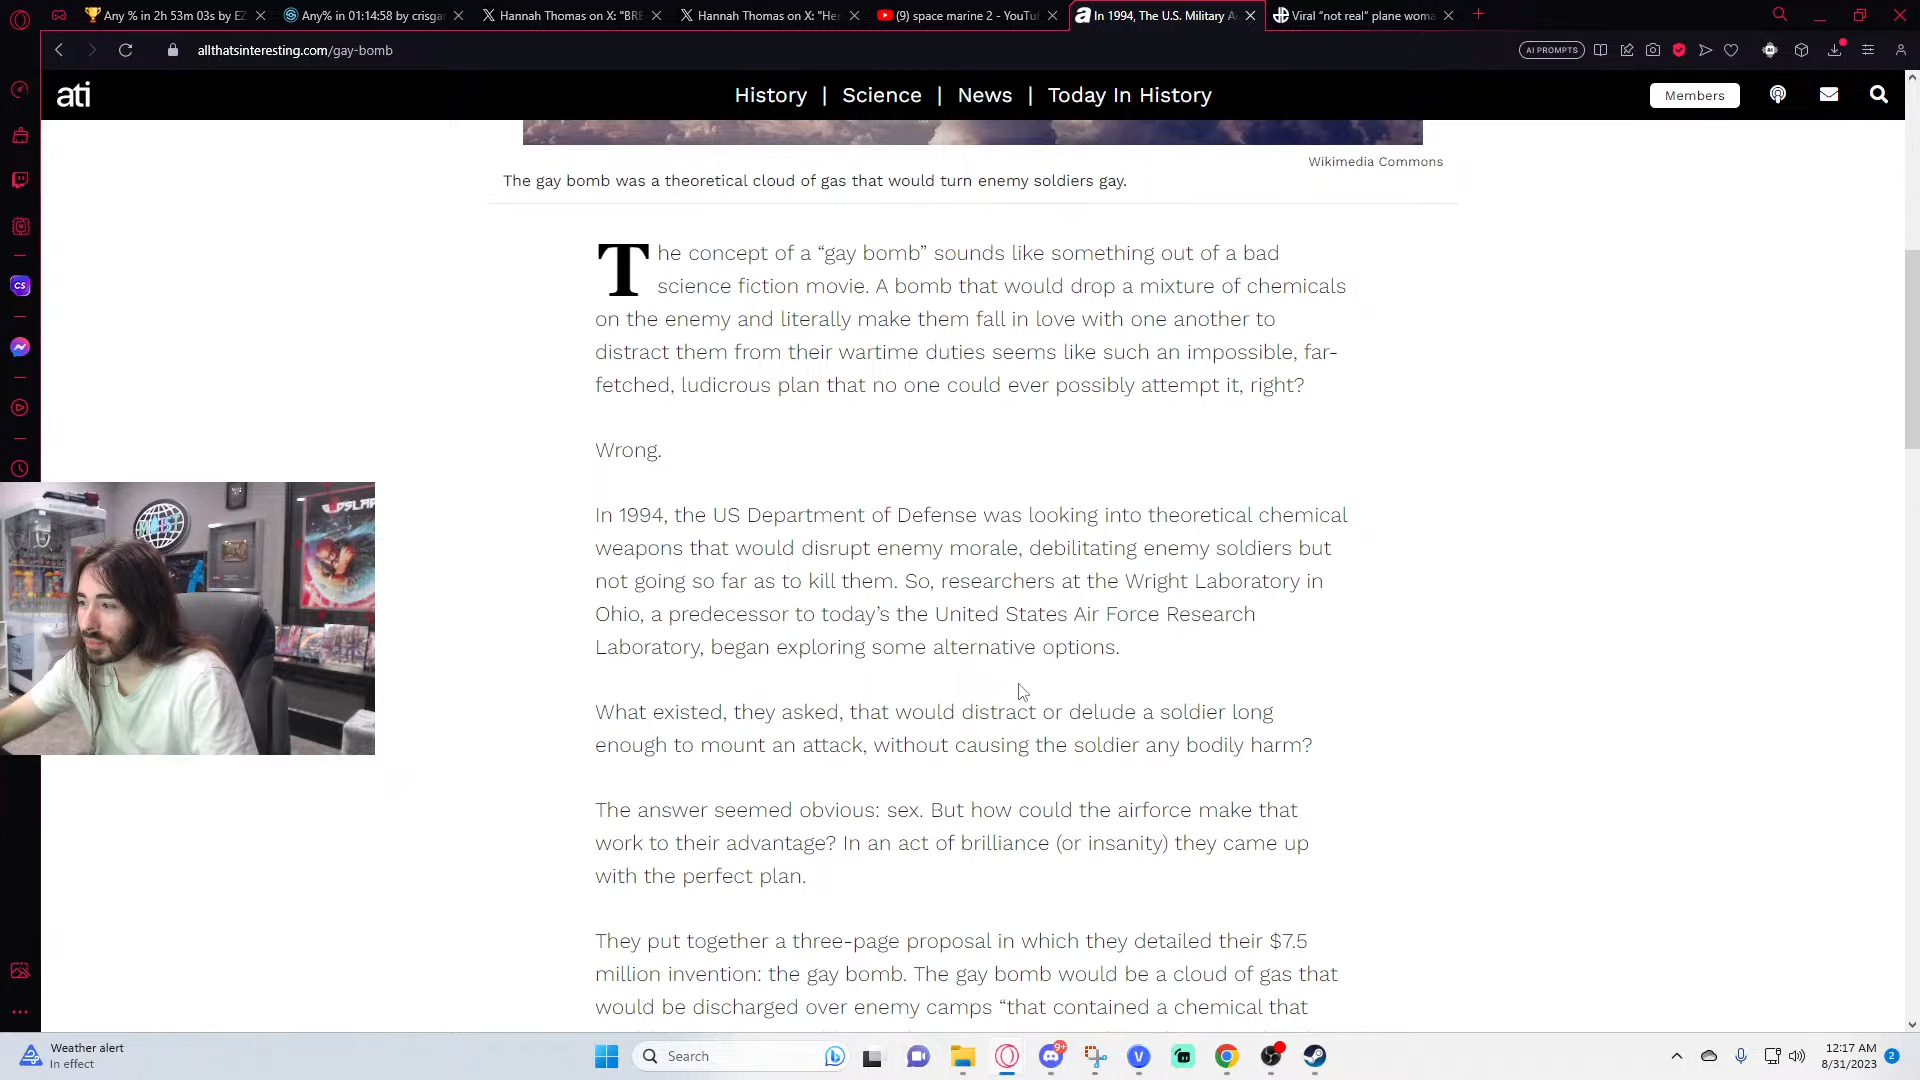 Any % in 2h 53m 03s by EZ
Any% in 01:14:58 by crisga
Hannah Thomas on X: "BRE
Hannah Thomas on X: "Her
(9) space marine 2 - YouTu
In 1994, The U.S. Military A
Viral “not real” plane woma
allthatsinteresting.com/gay-bomb
AI PROMPTS
ati
History | Science | News | Today In History
Members
Wikimedia Commons
The gay bomb was a theoretical cloud of gas that would turn enemy soldiers gay.
The concept of a “gay bomb” sounds like something out of a bad
science fiction movie. A bomb that would drop a mixture of chemicals
on the enemy and literally make them fall in love with one another to
distract them from their wartime duties seems like such an impossible, far-
fetched, ludicrous plan that no one could ever possibly attempt it, right?
Wrong.
In 1994, the US Department of Defense was looking into theoretical chemical
weapons that would disrupt enemy morale, debilitating enemy soldiers but
not going so far as to kill them. So, researchers at the Wright Laboratory in
Ohio, a predecessor to today’s the United States Air Force Research
Laboratory, began exploring some alternative options.
What existed, they asked, that would distract or delude a soldier long
enough to mount an attack, without causing the soldier any bodily harm?
The answer seemed obvious: sex. But how could the airforce make that
work to their advantage? In an act of brilliance (or insanity) they came up
with the perfect plan.
They put together a three-page proposal in which they detailed their $7.5
million invention: the gay bomb. The gay bomb would be a cloud of gas that
would be discharged over enemy camps “that contained a chemical that
CS
MOIST
Weather alert
In effect
Search
9+
12:17 AM
8/31/2023
2